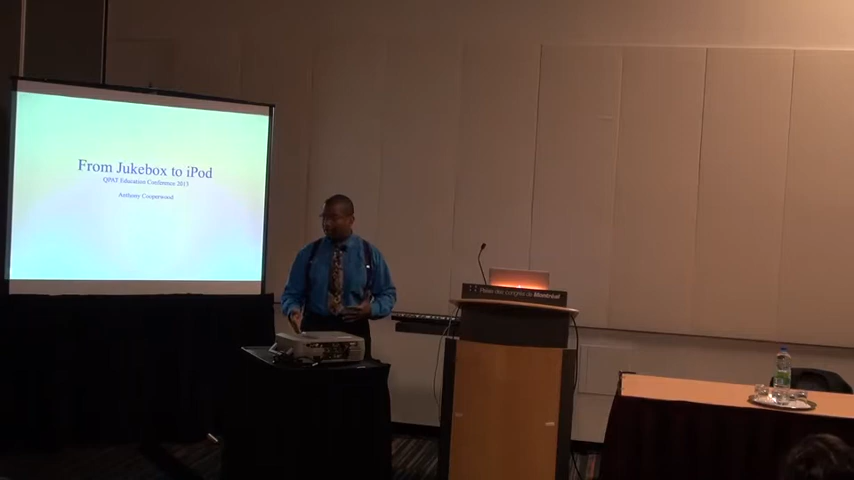 From Jukebox to iPod
QPAT Education Conference 2013
Anthony Cooperwood
Palais des congrès de Montréal